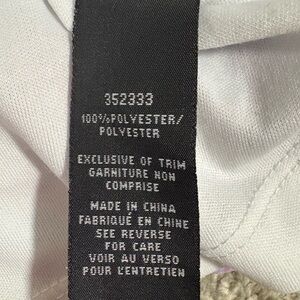 352333
100%POLYESTER/
POLYESTER
EXCLUSIVE OF TRIM
GARNITURE NON
COMPRISE
MADE IN CHINA
FABRIQUÉ EN CHINE
SEE REVERSE
FOR CARE
VOIR AU VERSO
POUR L'ENTRETIEN